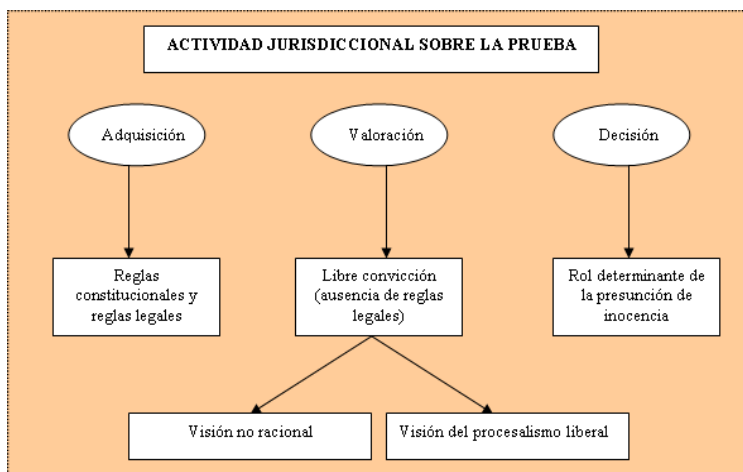 ACTIVIDAD JURISDICCIONAL SOBRE LA PRUEBA
Adquisición
Valoración
Decisión
Reglas
constitucionales y
reglas legales
Libre convicción
(ausencia de reglas
legales)
Rol determinante de
la presunción de
inocencia
Visión no racional
Visión del procesalismo liberal